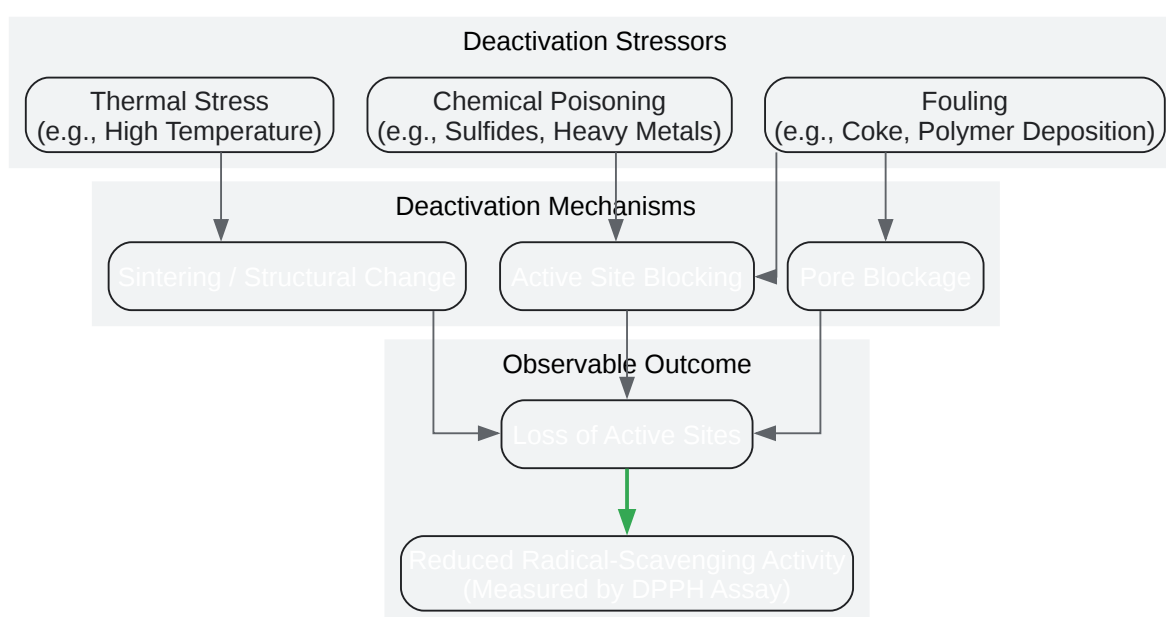 Deactivation Stressors
Thermal Stress
(e.g., High Temperature)
Chemical Poisoning
(e.g., Sulfides, Heavy Metals)
Fouling
(e.g., Coke, Polymer Deposition)
Deactivation Mechanisms
Sintering / Structural Change
Active Site Blocking
Pore Blockage
Observable Outcome
Loss of Active Sites
Reduced Radical-Scavenging Activity
(Measured by DPPH Assay)